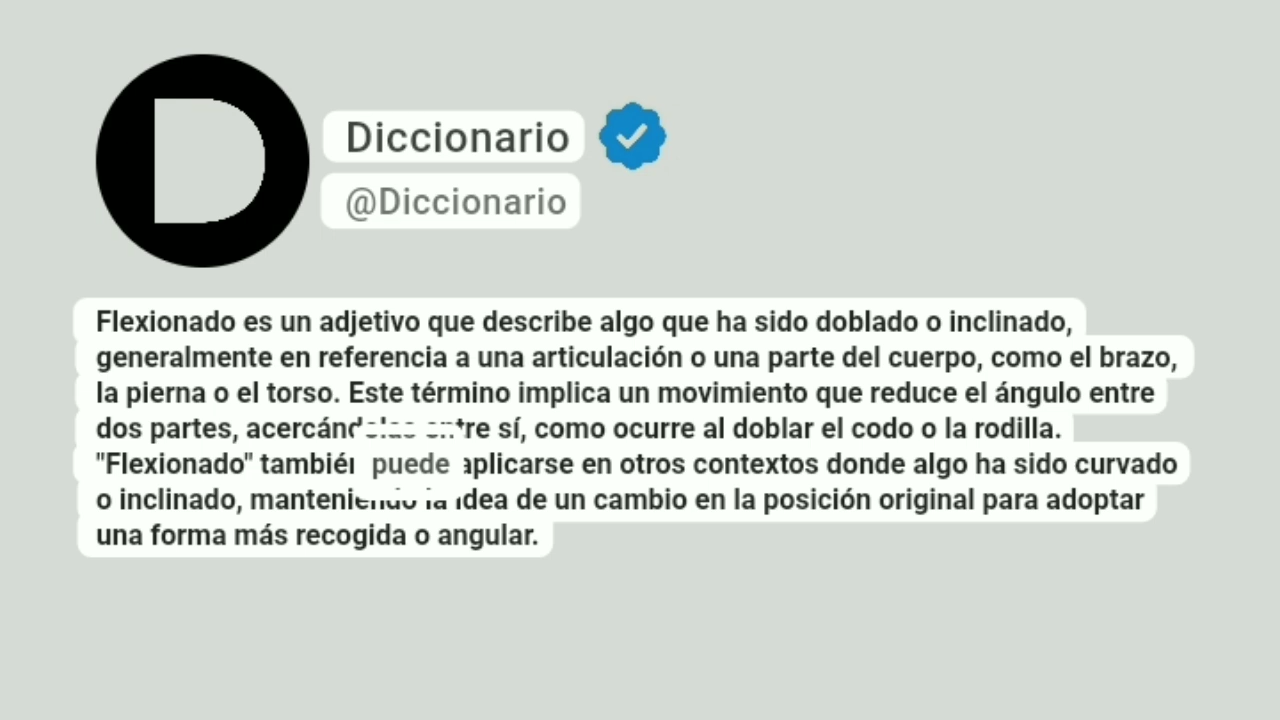 D
Diccionario
@Diccionario
Flexionado es un adjetivo que describe algo que ha sido doblado o inclinado,
generalmente en referencia a una articulación o una parte del cuerpo, como el brazo,
la pierna o el torso. Este término implica un movimiento que reduce el ángulo entre
dos partes, acercándolas entre sí, como ocurre al doblar el codo o la rodilla.
"Flexionado" también puede aplicarse en otros contextos donde algo ha sido curvado
o inclinado, manteniendo la idea de un cambio en la posición original para adoptar
una forma más recogida o angular.